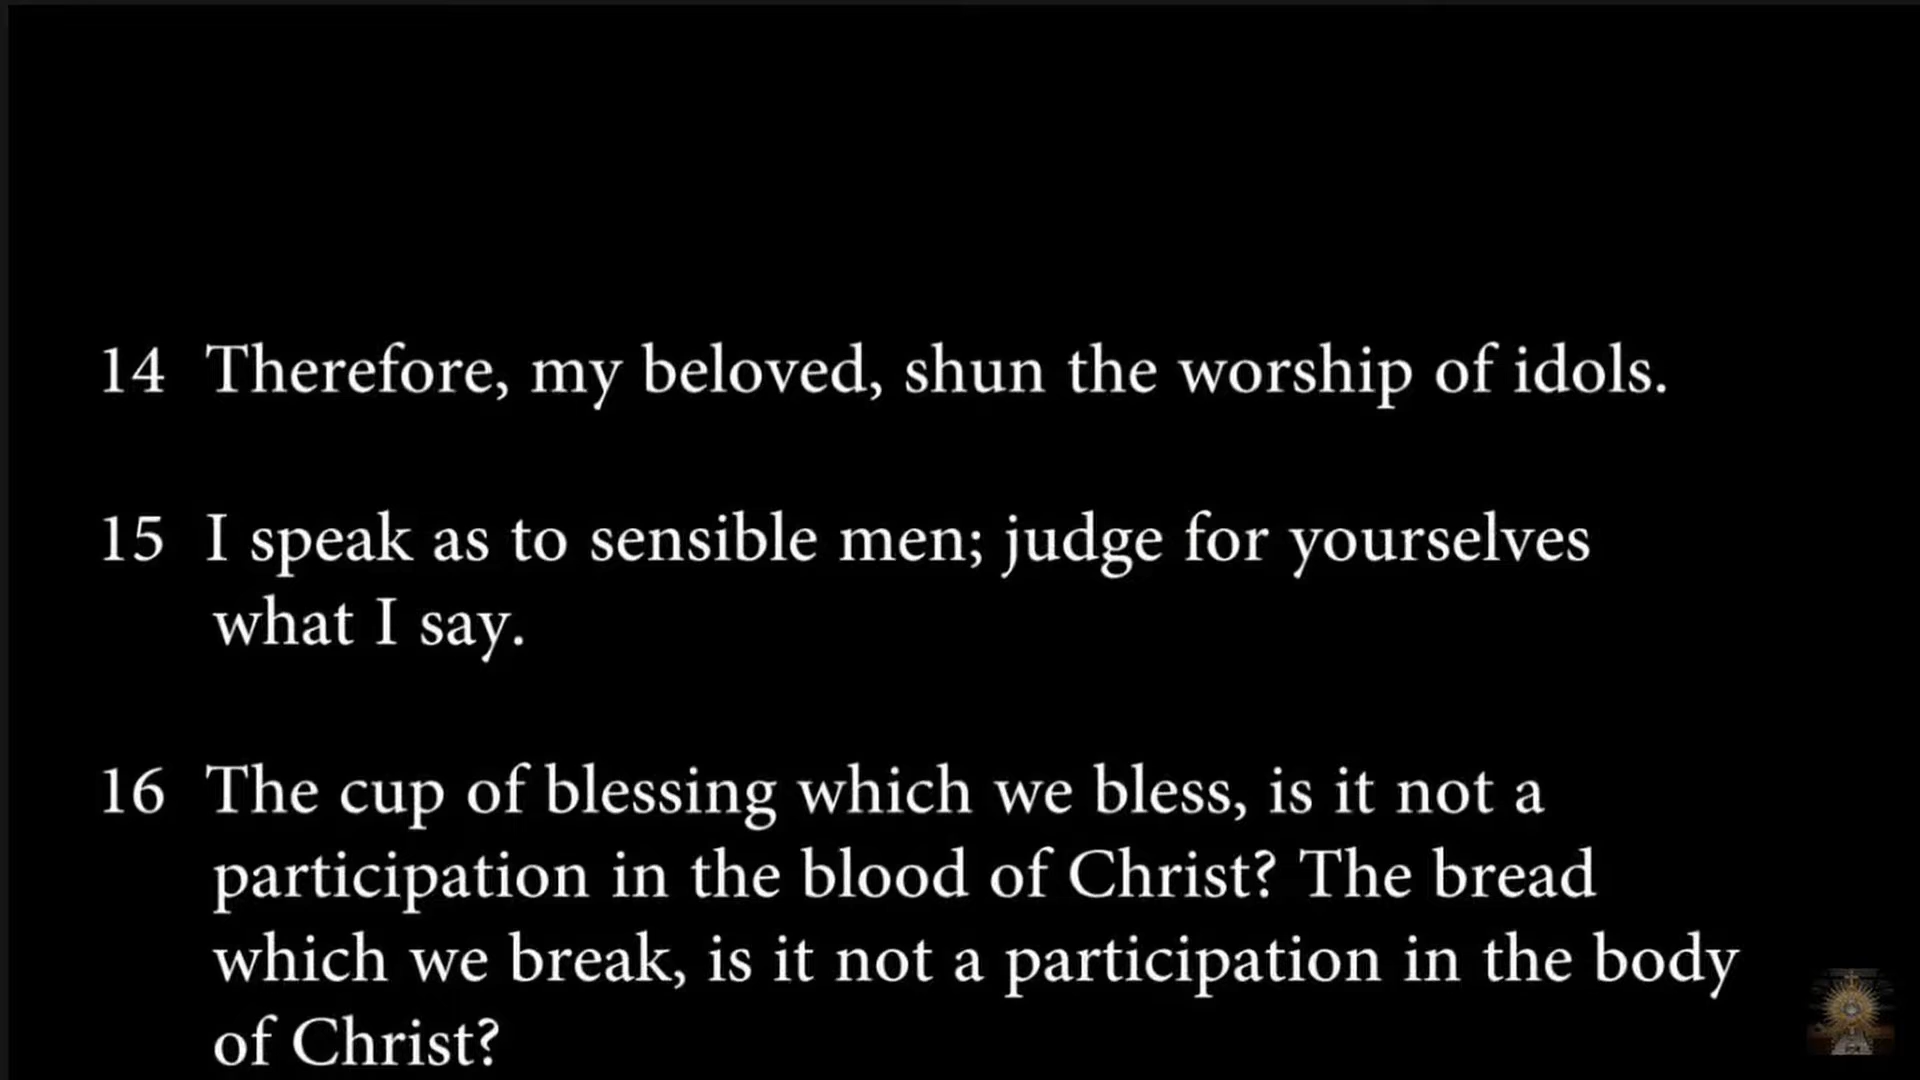 14 Therefore, my beloved, shun the worship of idols.
15 I speak as to sensible men; judge for yourselves
what I say.
16 The cup of blessing which we bless, is it not a
participation in the blood of Christ? The bread
which we break, is it not a participation in the body
of Christ?